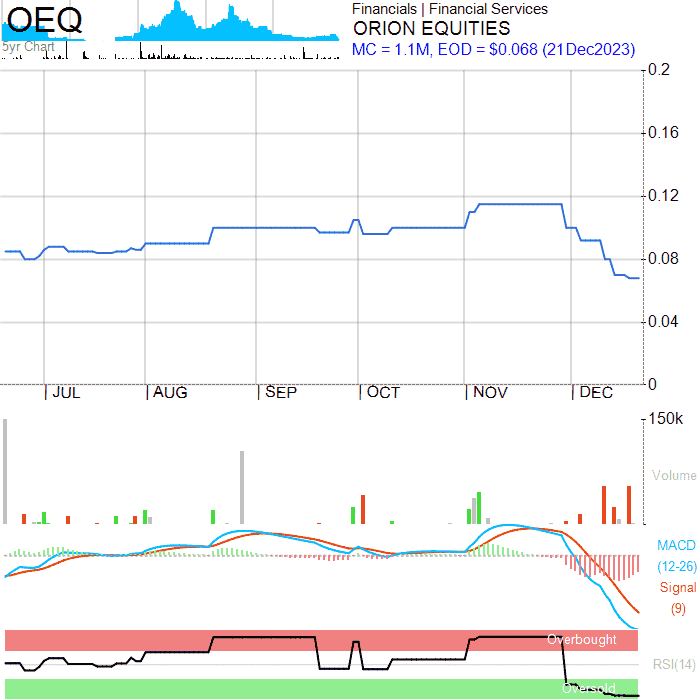 OEQ
5yr Chart
Financials | Financial Services
ORION EQUITIES
MC = 1.1M, EOD = $0.068 (21Dec2023)
0.2
0.16
0.12
0.08
0.04
0
JUL AUG SEP OCT NOV DEC
150k
Volume
MACD
(12-26)
Signal
(9)
Overbought
RSI(14)
Oversold